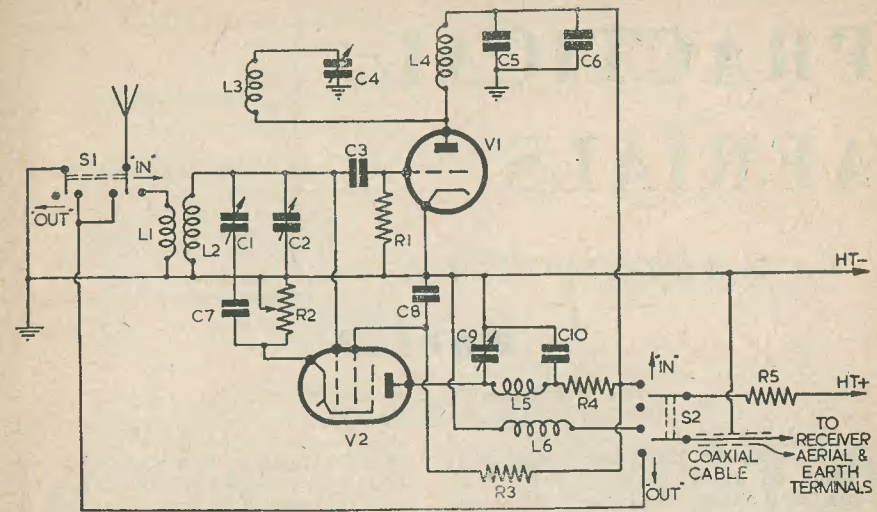 L3
C4
L4
C5
C6
V1
S1
"IN"
"OUT"
L1
L2
C1
C2
C3
R1
HT-
C7
R2
C8
C9
C10
"IN"
R5
HT+
L5
R4
S2
V2
L6
TO
RECEIVER
AERIAL &
EARTH
TERMINALS
COAXIAL
CABLE
R3
"OUT"